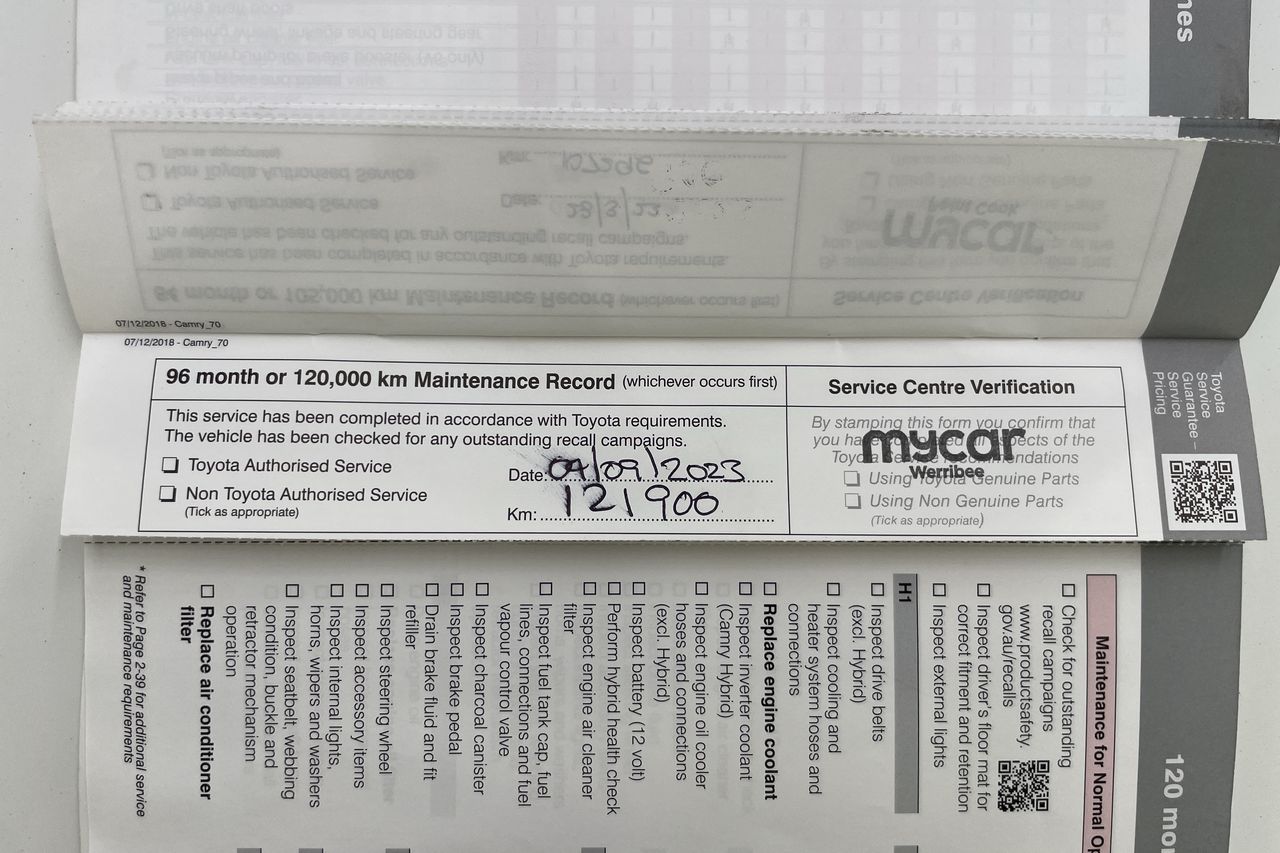 nes
07/12/2018 - Camry_70
07/12/2018 - Camry_70
96 month or 120,000 km Maintenance Record (whichever occurs first)
This service has been completed in accordance with Toyota requirements.
The vehicle has been checked for any outstanding recall campaigns.
☐ Toyota Authorised Service
☐ Non Toyota Authorised Service
(Tick as appropriate)
Date: 04/09/2023
Km: 121900
Service Centre Verification
By stamping this form you confirm that
you have aspects of the
Toyota recommendations
mycar
Werribee
☐ Using Toyota Genuine Parts
☐ Using Non Genuine Parts
(Tick as appropriate)
Toyota
Service
Guarantee –
Service
Pricing
120 mon
Maintenance for Normal Op
☐ Check for outstanding
recall campaigns
www.productsafety.
gov.au/recalls
☐ Inspect driver's floor mat for
correct fitment and retention
☐ Inspect external lights
H1
☐ Inspect drive belts
(excl. Hybrid)
☐ Inspect cooling and
heater system hoses and
connections
☐ Replace engine coolant
☐ Inspect inverter coolant
(Camry Hybrid)
☐ Inspect engine oil cooler
hoses and connections
(excl. Hybrid)
☐ Inspect battery (12 volt)
☐ Perform hybrid health check
☐ Inspect engine air cleaner
filter
☐ Inspect fuel tank cap, fuel
lines, connections and fuel
vapour control valve
☐ Inspect charcoal canister
☐ Inspect brake pedal
☐ Drain brake fluid and fit
refiller
☐ Inspect steering wheel
☐ Inspect accessory items
☐ Inspect internal lights,
horns, wipers and washers
☐ Inspect seatbelt, webbing
condition, buckle and
retractor mechanism
operation
☐ Replace air conditioner
filter
* Refer to Page 2-39 for additional service
and maintenance requirements